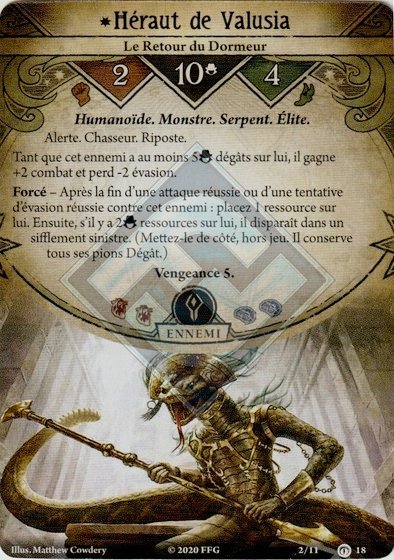 Héraut de Valusia
Le Retour du Dormeur
2 10 4
Humanoïde. Monstre. Serpent. Élite.
Alerte. Chasseur. Riposte.
Tant que cet ennemi a au moins 5 dégâts sur lui, il gagne
+2 combat et perd -2 évasion.
Forcé – Après la fin d'une attaque réussie ou d'une tentative
d'évasion réussie contre cet ennemi : placez 1 ressource sur
lui. Ensuite, s'il y a 2 ressources sur lui, il disparaît dans un
sifflement sinistre. (Mettez-le de côté, hors jeu. Il conserve
tous ses pions Dégât.)
Vengeance 5.
ENNEMI
Illus. Matthew Cowdery © 2020 FFG 2/11 18